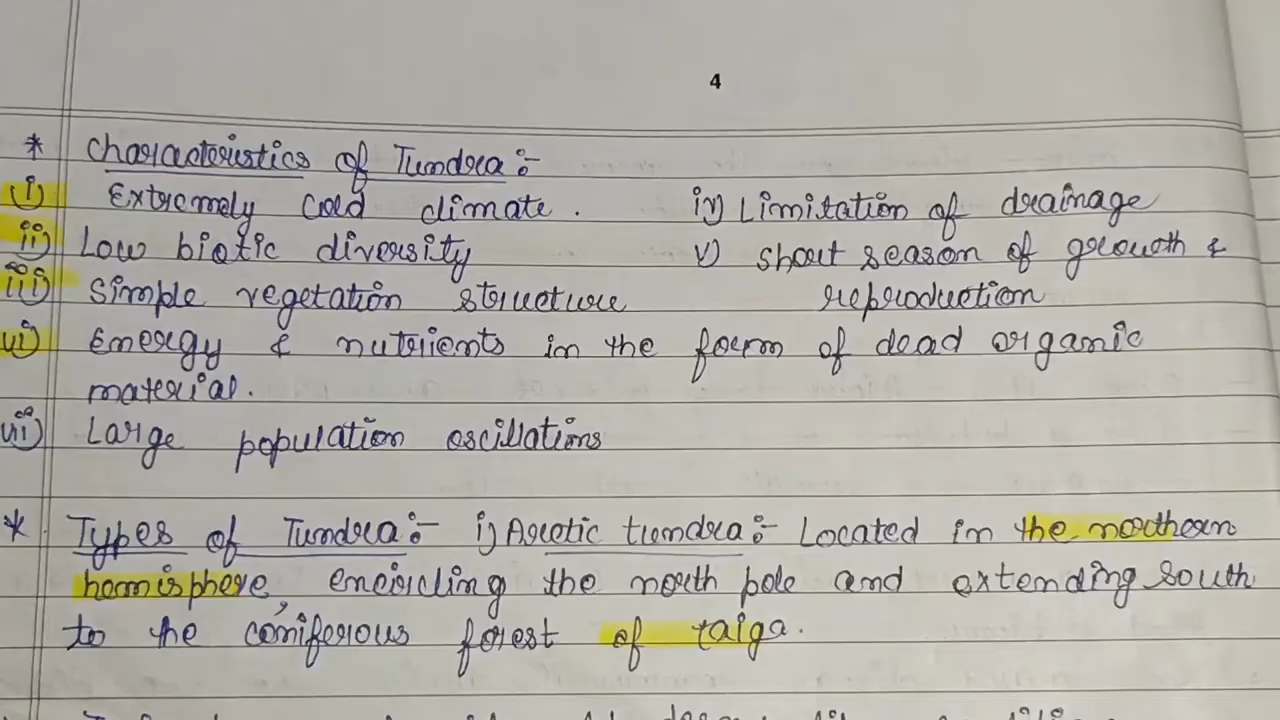 4
* Characteristics of Tundra :-
i) Extremely cold climate. iv) Limitation of drainage
ii) Low biotic diversity v) short season of growth &
iii) Simple vegetation structure reproduction
vi) Energy & nutrients in the form of dead organic
material.
vii) Large population oscillations
* Types of Tundra :- i) Arctic tundra :- Located in the northern
hemisphere, encircling the north pole and extending south
to the coniferous forest of taiga.